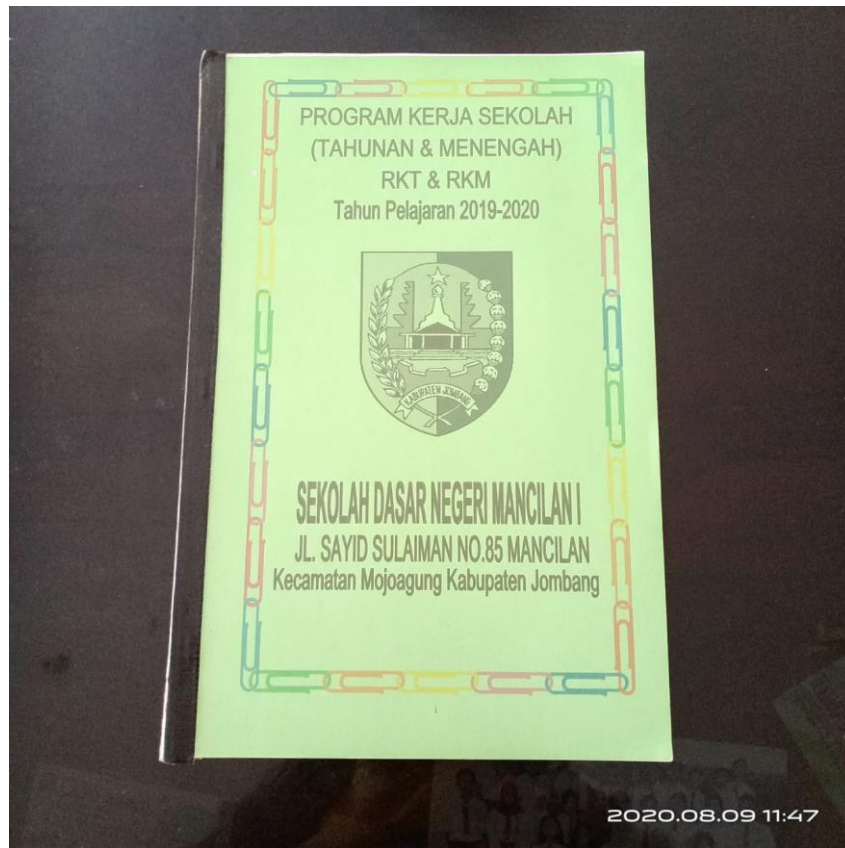 PROGRAM KERJA SEKOLAH
(TAHUNAN & MENENGAH)
RKT & RKM
Tahun Pelajaran 2019-2020
KABUPATEN JOMBANG
SEKOLAH DASAR NEGERI MANCILAN I
JL. SAYID SULAIMAN NO.85 MANCILAN
Kecamatan Mojoagung Kabupaten Jombang
2020.08.09 11:47